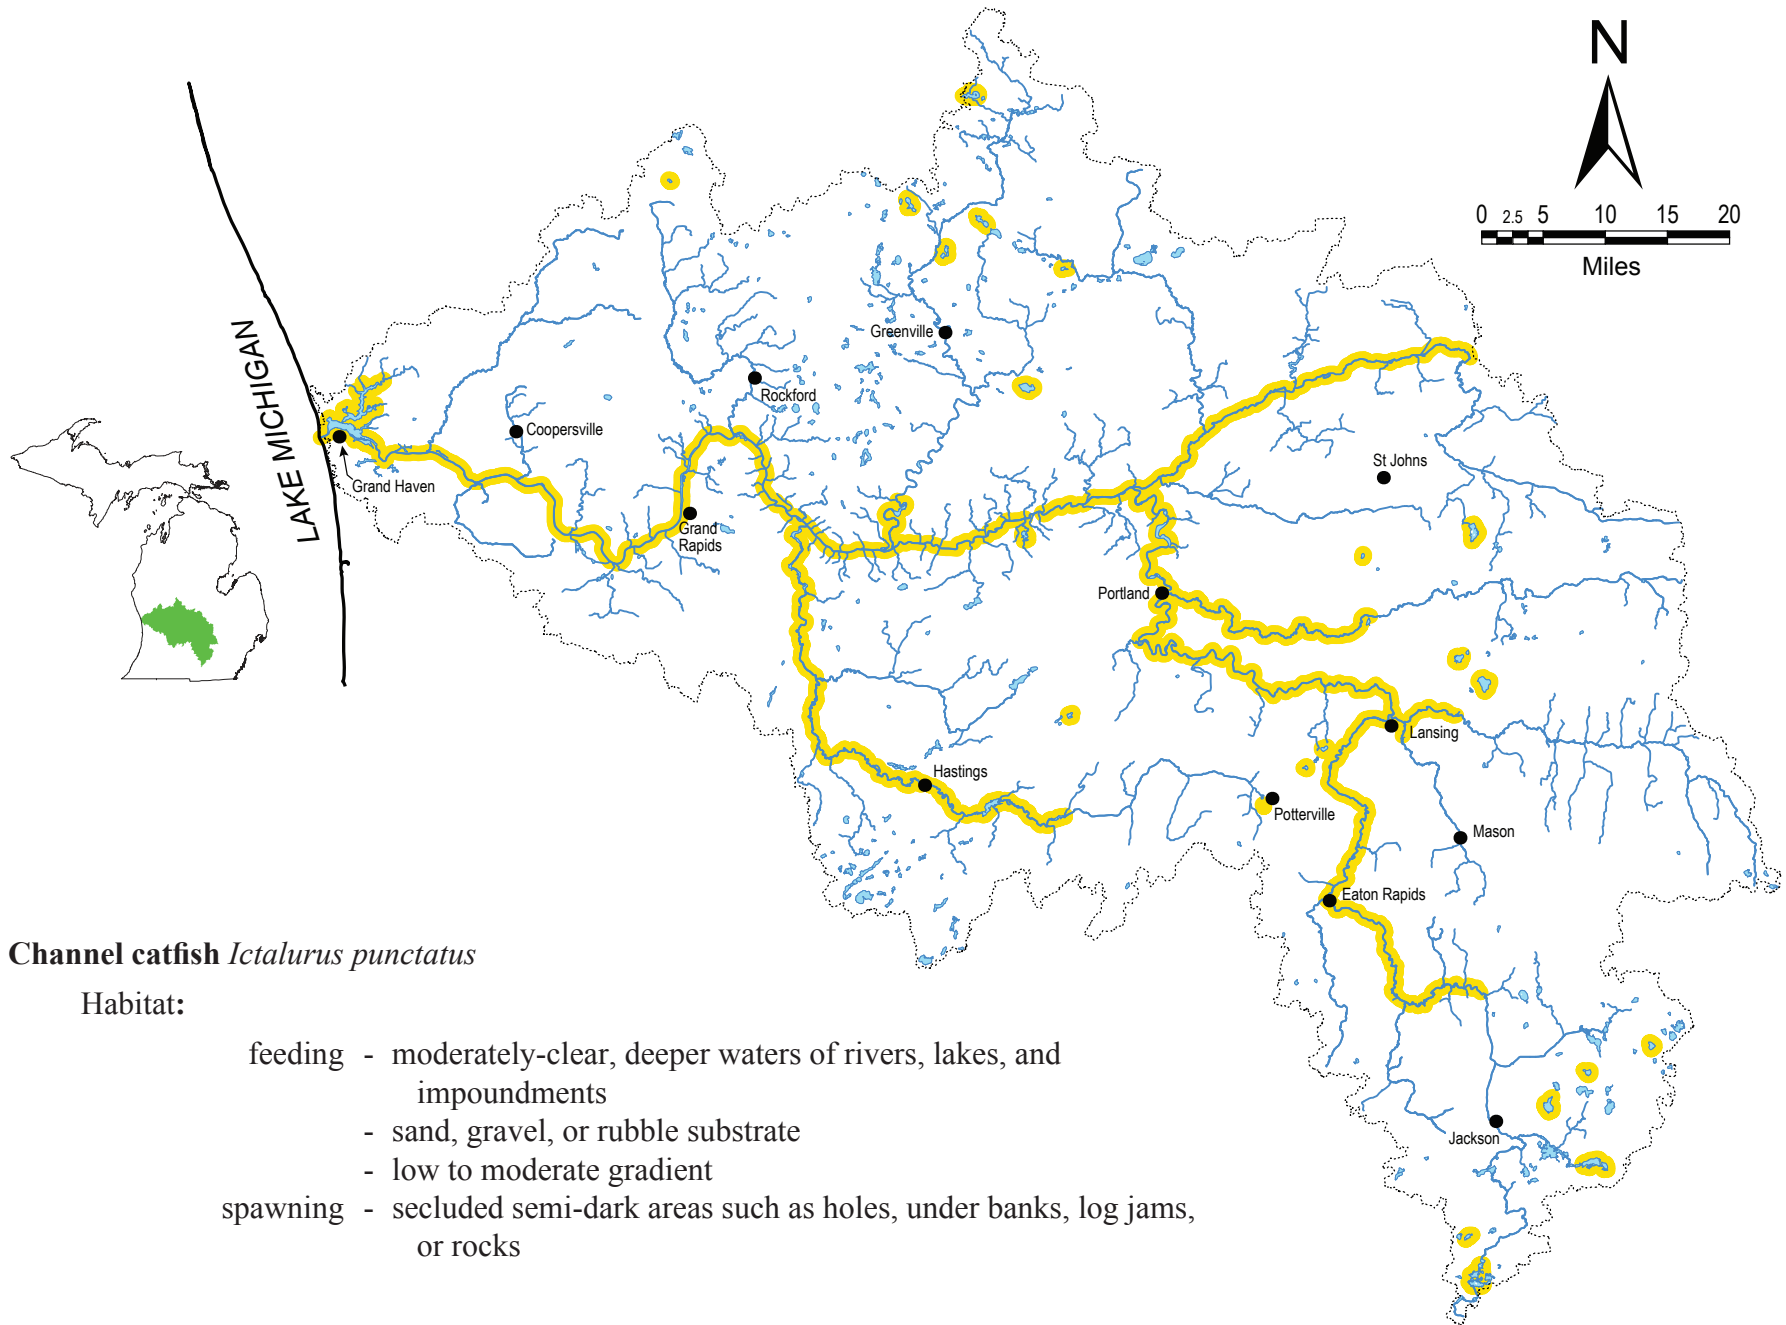 N
0 2.5 5 10 15 20
Miles
LAKE MICHIGAN
Greenville
Rockford
Coopersville
Grand Haven
St Johns
Grand
Rapids
Portland
Lansing
Hastings
Potterville
Mason
Eaton Rapids
Jackson
Channel catfish Ictalurus punctatus
Habitat:
feeding - moderately-clear, deeper waters of rivers, lakes, and
impoundments
- sand, gravel, or rubble substrate
- low to moderate gradient
spawning - secluded semi-dark areas such as holes, under banks, log jams,
or rocks